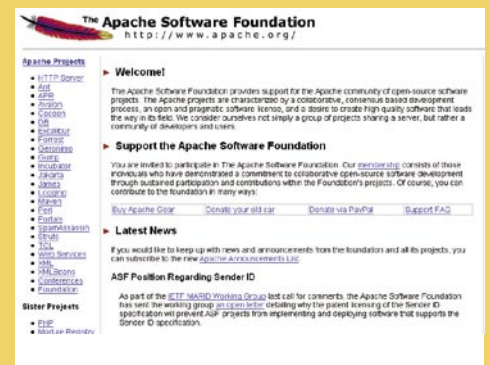 The Apache Software Foundation
http://www.apache.org/
Apache Projects
HTTP Server
Ant
APR
Avalon
Cocoon
DB
Excalibur
Forrest
Geronimo
Gump
Incubator
Jakarta
James
Logging
Maven
Perl
Portals
SpamAssassin
Struts
TCL
Web Services
XML
XMLBeans
Conferences
Foundation
Sister Projects
PHP
Module Registry
Welcome!
The Apache Software Foundation provides support for the Apache community of open-source software
projects. The Apache projects are characterized by a collaborative, consensus based development
process, an open and pragmatic software license, and a desire to create high quality software that leads
the way in its field. We consider ourselves not simply a group of projects sharing a server, but rather a
community of developers and users.
Support the Apache Software Foundation
You are invited to participate in The Apache Software Foundation. Our membership consists of those
individuals who have demonstrated a commitment to collaborative open-source software development
through sustained participation and contributions within the Foundation's projects. Of course, you can
contribute to the foundation in many ways:
Buy Apache Gear Donate your old car Donate via PayPal Support FAQ
Latest News
If you would like to keep up with news and announcements from the foundation and all its projects, you
can subscribe to the new Apache Announcements List.
ASF Position Regarding Sender ID
As part of the IETF MARID Working Group last call for comments, the Apache Software Foundation
has sent the working group an open letter detailing why the patent licensing of the Sender ID
specification will prevent ASF projects from implementing and deploying software that supports the
Sender ID specification.